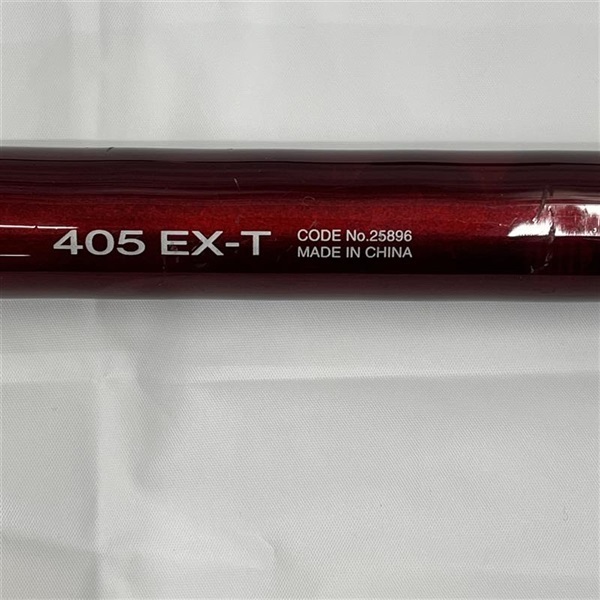 405 EX-T
CODE No.25896
MADE IN CHINA